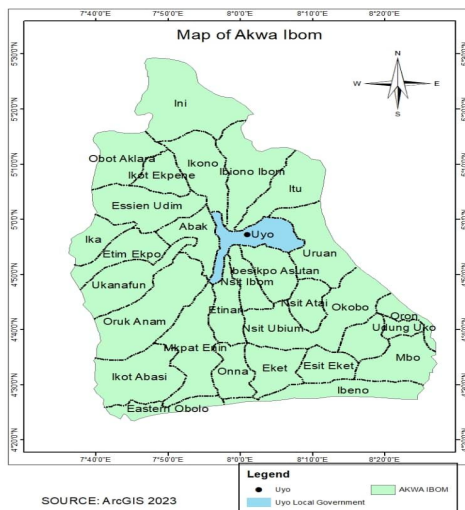 Map of Akwa Ibom
7°40'0"E 7°50'0"E 8°0'0"E 8°10'0"E 8°20'0"E
N
W E
S
Ini
Obot Aklara
Ikono
Ibiono Ibom
Ikot Ekpene
Itu
Essien Udim
Abak
Uyo
Ika
Uruan
Etim Ekpo
Ibesikpo Asutan
Ukanafun
Nsit Ibom
Nsit Atai
Okobo
Etinan
Oron
Oruk Anam
Udung Uko
Nsit Ubium
Mkpat Enin
Mbo
Ikot Abasi
Onna
Eket
Esit Eket
Ibeno
Eastern Obolo
5°30'0"N
5°20'0"N
5°10'0"N
5°0'0"N
4°50'0"N
4°40'0"N
4°30'0"N
4°20'0"N
7°40'0"E 7°50'0"E 8°0'0"E 8°10'0"E 8°20'0"E
Legend
Uyo
AKWA IBOM
Uyo Local Government
SOURCE: ArcGIS 2023